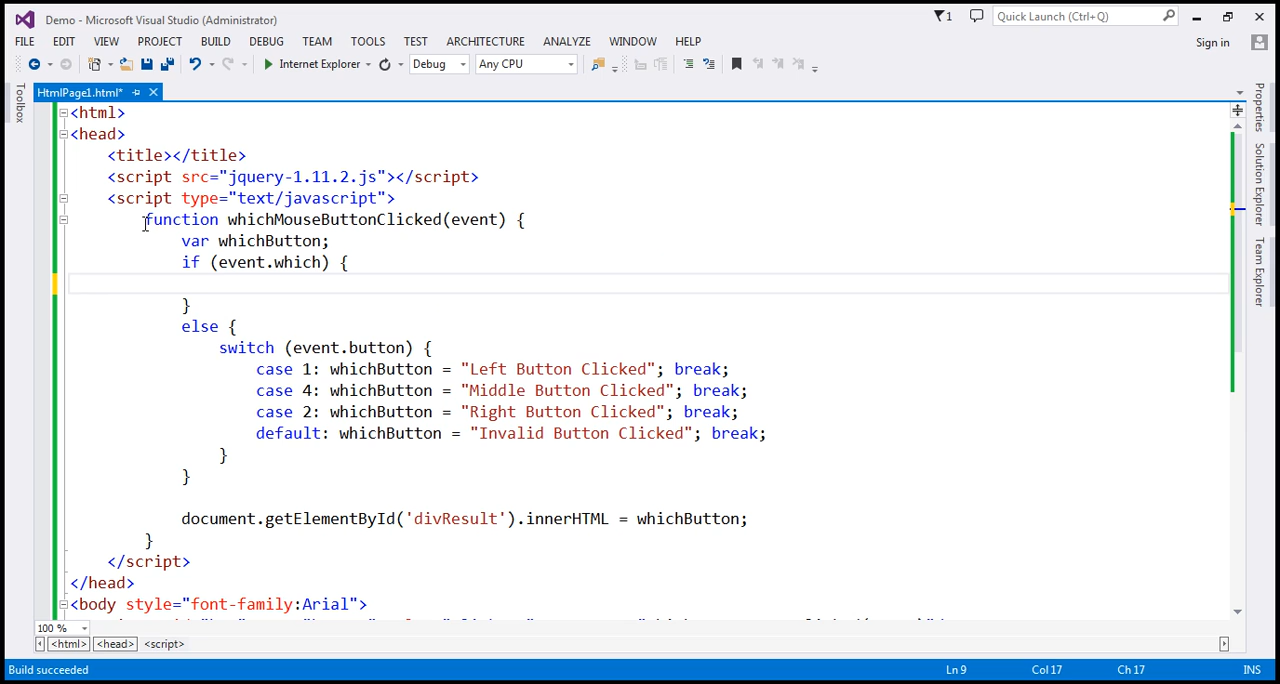 Demo - Microsoft Visual Studio (Administrator)
1
Quick Launch (Ctrl+Q)
FILE EDIT VIEW PROJECT BUILD DEBUG TEAM TOOLS TEST ARCHITECTURE ANALYZE WINDOW HELP
Sign in
Internet Explorer Debug Any CPU
Toolbox
HtmlPage1.html*
Properties
Solution Explorer
Team Explorer
<html>
<head>
<title></title>
<script src="jquery-1.11.2.js"></script>
<script type="text/javascript">
function whichMouseButtonClicked(event) {
var whichButton;
if (event.which) {
}
else {
switch (event.button) {
case 1: whichButton = "Left Button Clicked"; break;
case 4: whichButton = "Middle Button Clicked"; break;
case 2: whichButton = "Right Button Clicked"; break;
default: whichButton = "Invalid Button Clicked"; break;
}
}
document.getElementById('divResult').innerHTML = whichButton;
}
</script>
</head>
<body style="font-family:Arial">
100 %
<html> <head> <script>
Build succeeded Ln 9 Col 17 Ch 17 INS